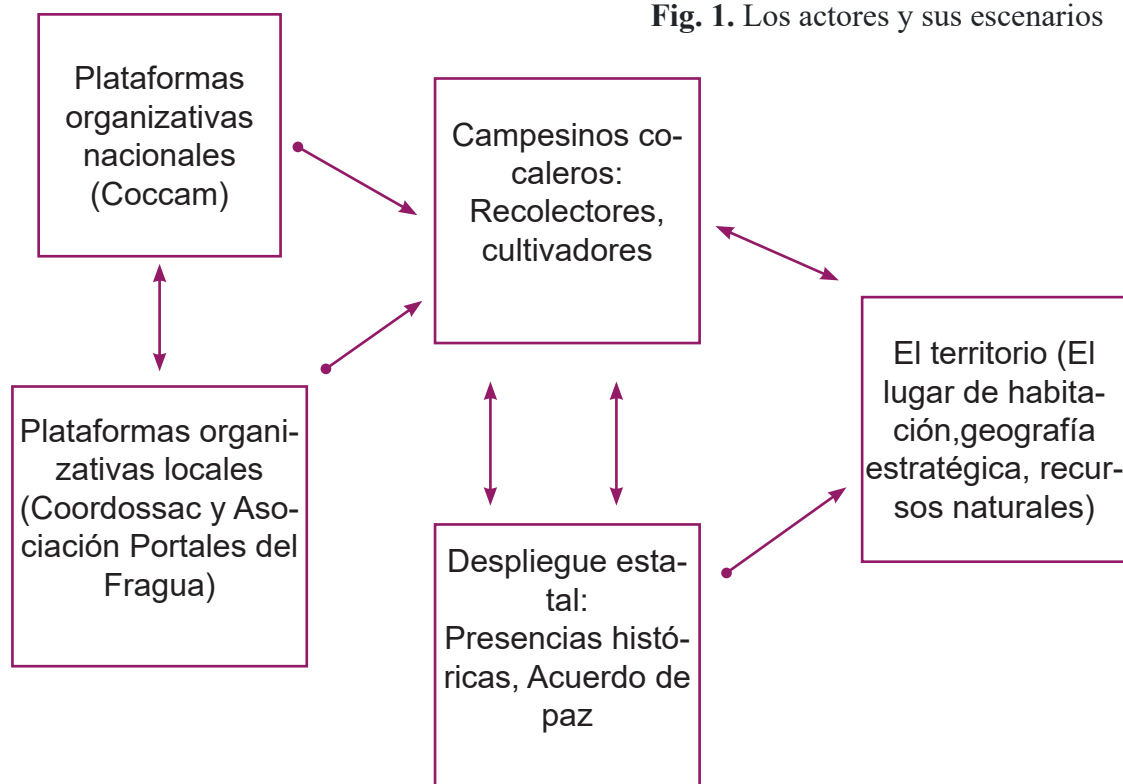 Fig. 1. Los actores y sus escenarios
Plataformas
organizativas
nacionales
(Coccam)
Campesinos co-
caleros:
Recolectores,
cultivadores
El territorio (El
lugar de habita-
ción,geografía
estratégica, recur-
sos naturales)
Plataformas organi-
zativas locales
(Coordossac y Aso-
ciación Portales del
Fragua)
Despliegue esta-
tal:
Presencias histó-
ricas, Acuerdo de
paz